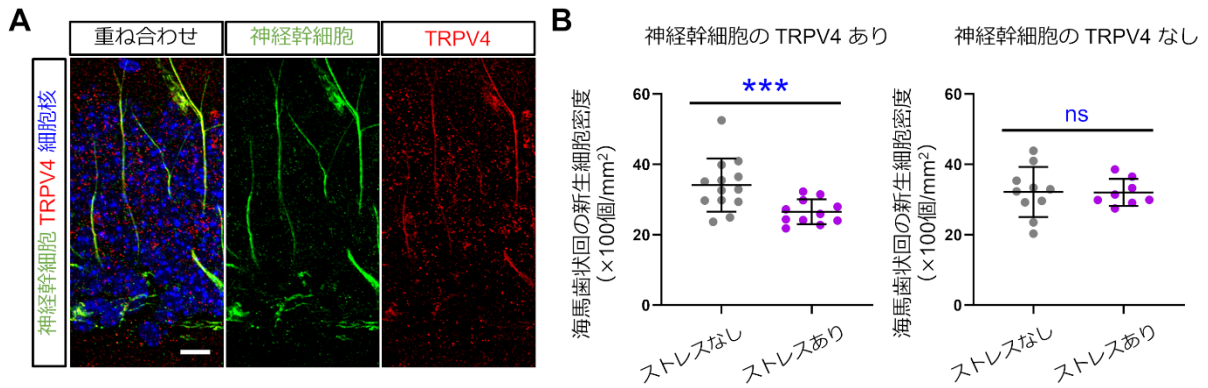 A
重ね合わせ
神経幹細胞
TRPV4
神経幹細胞 TRPV4 細胞核
B
神経幹細胞の TRPV4 あり
海馬歯状回の新生細胞密度
(×100個/mm²)
60
40
20
0
***
ストレスなし
ストレスあり
神経幹細胞の TRPV4 なし
海馬歯状回の新生細胞密度
(×100個/mm²)
60
40
20
0
ns
ストレスなし
ストレスあり